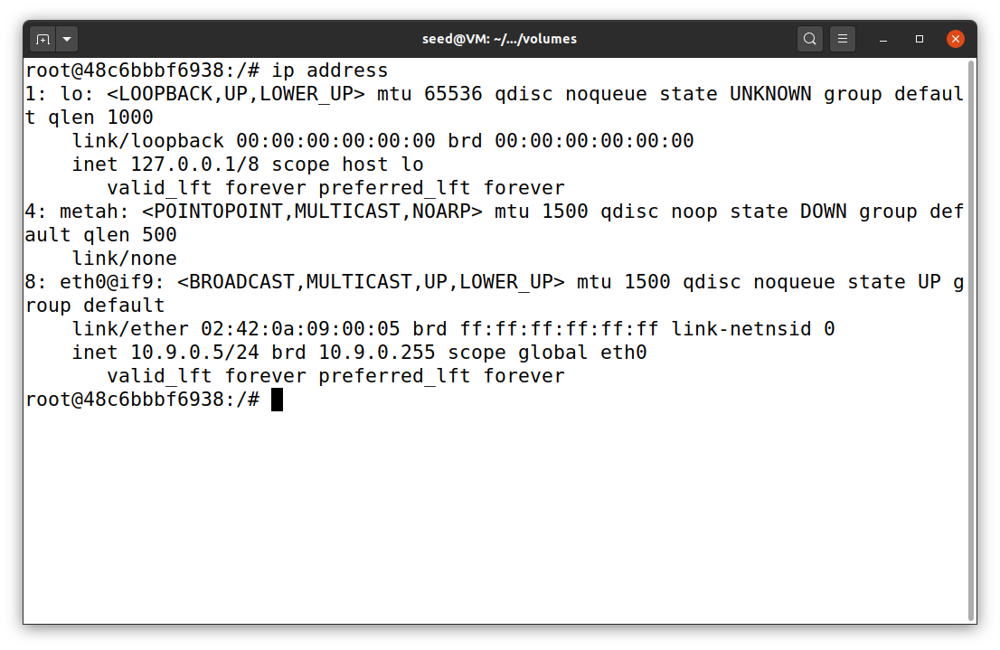 seed@VM: ~/.../volumes
root@48c6bbbf6938:/# ip address
1: lo: <LOOPBACK,UP,LOWER_UP> mtu 65536 qdisc noqueue state UNKNOWN group defaul
t qlen 1000
    link/loopback 00:00:00:00:00:00 brd 00:00:00:00:00:00
    inet 127.0.0.1/8 scope host lo
       valid_lft forever preferred_lft forever
4: metah: <POINTOPOINT,MULTICAST,NOARP> mtu 1500 qdisc noop state DOWN group def
ault qlen 500
    link/none
8: eth0@if9: <BROADCAST,MULTICAST,UP,LOWER_UP> mtu 1500 qdisc noqueue state UP g
roup default
    link/ether 02:42:0a:09:00:05 brd ff:ff:ff:ff:ff:ff link-netnsid 0
    inet 10.9.0.5/24 brd 10.9.0.255 scope global eth0
       valid_lft forever preferred_lft forever
root@48c6bbbf6938:/#